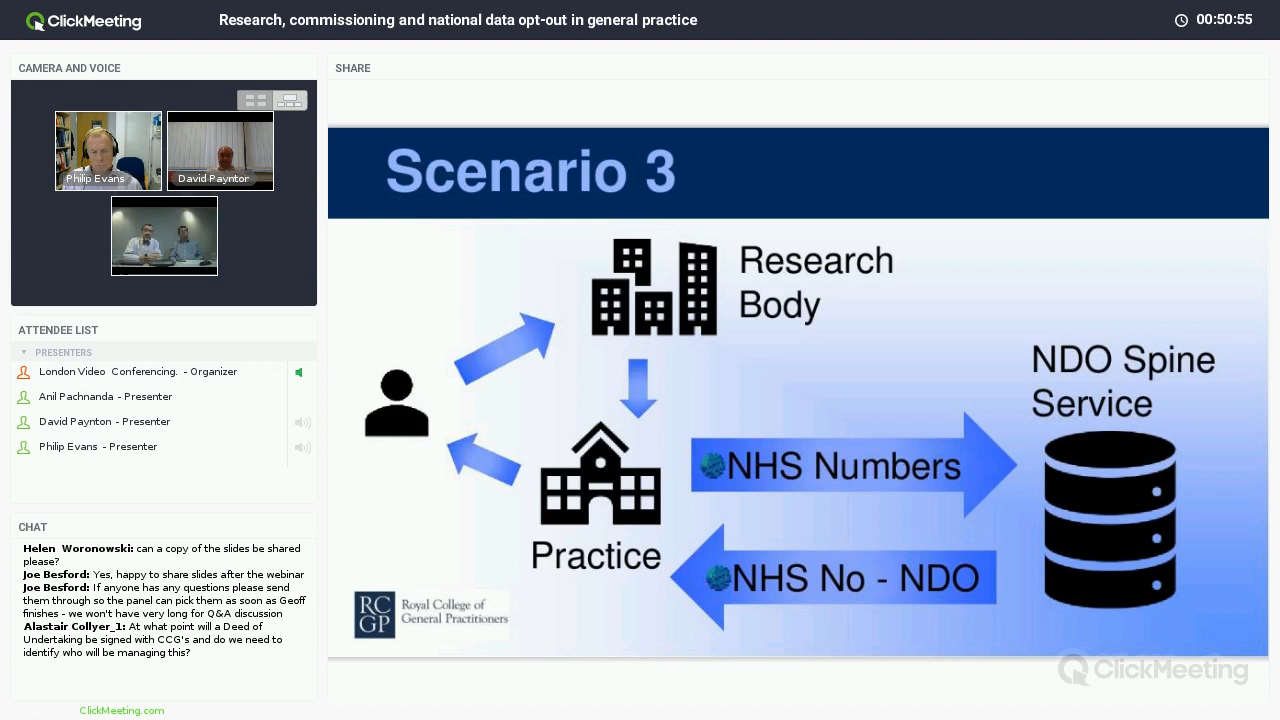 ClickMeeting
Research, commissioning and national data opt-out in general practice
00:50:55
CAMERA AND VOICE
Philip Evans
David Payntor
ATTENDEE LIST
PRESENTERS
London Video Conferencing. - Organizer
Anil Pachnanda - Presenter
David Paynton - Presenter
Philip Evans - Presenter
CHAT
Helen Woronowski: can a copy of the slides be shared
please?
Joe Besford: Yes, happy to share slides after the webinar
Joe Besford: If anyone has any questions please send
them through so the panel can pick them as soon as Geoff
finishes - we won't have very long for Q&A discussion
Alastair Collyer_1: At what point will a Deed of
Undertaking be signed with CCG's and do we need to
identify who will be managing this?
ClickMeeting.com
SHARE
Scenario 3
Research
Body
NDO Spine
Service
NHS Numbers
Practice
NHS No - NDO
RC
GP
Royal College of
General Practitioners
ClickMeeting